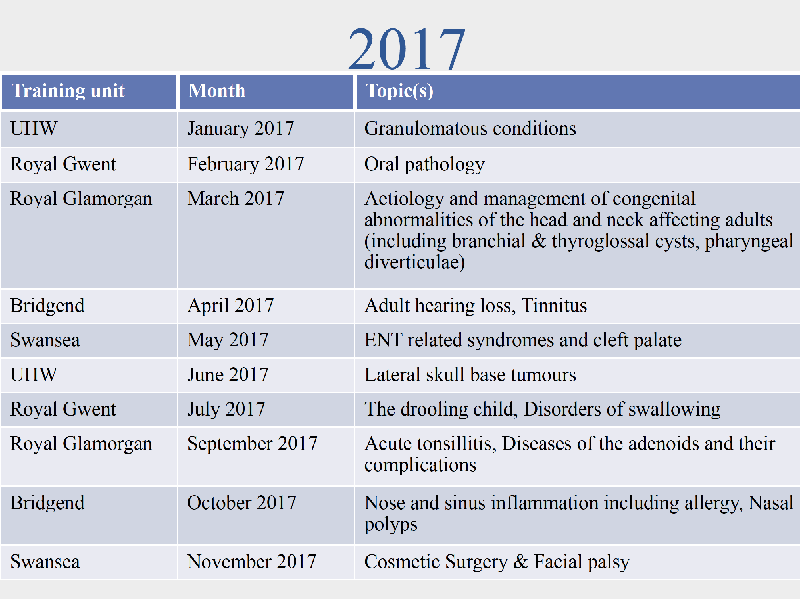 2017
Training unit Month Topic(s)
UHW January 2017 Granulomatous conditions
Royal Gwent February 2017 Oral pathology
Royal Glamorgan March 2017 Aetiology and management of congenital
abnormalities of the head and neck affecting adults
(including branchial & thyroglossal cysts, pharyngeal
diverticulae)
Bridgend April 2017 Adult hearing loss, Tinnitus
Swansea May 2017 ENT related syndromes and cleft palate
UHW June 2017 Lateral skull base tumours
Royal Gwent July 2017 The drooling child, Disorders of swallowing
Royal Glamorgan September 2017 Acute tonsillitis, Diseases of the adenoids and their
complications
Bridgend October 2017 Nose and sinus inflammation including allergy, Nasal
polyps
Swansea November 2017 Cosmetic Surgery & Facial palsy